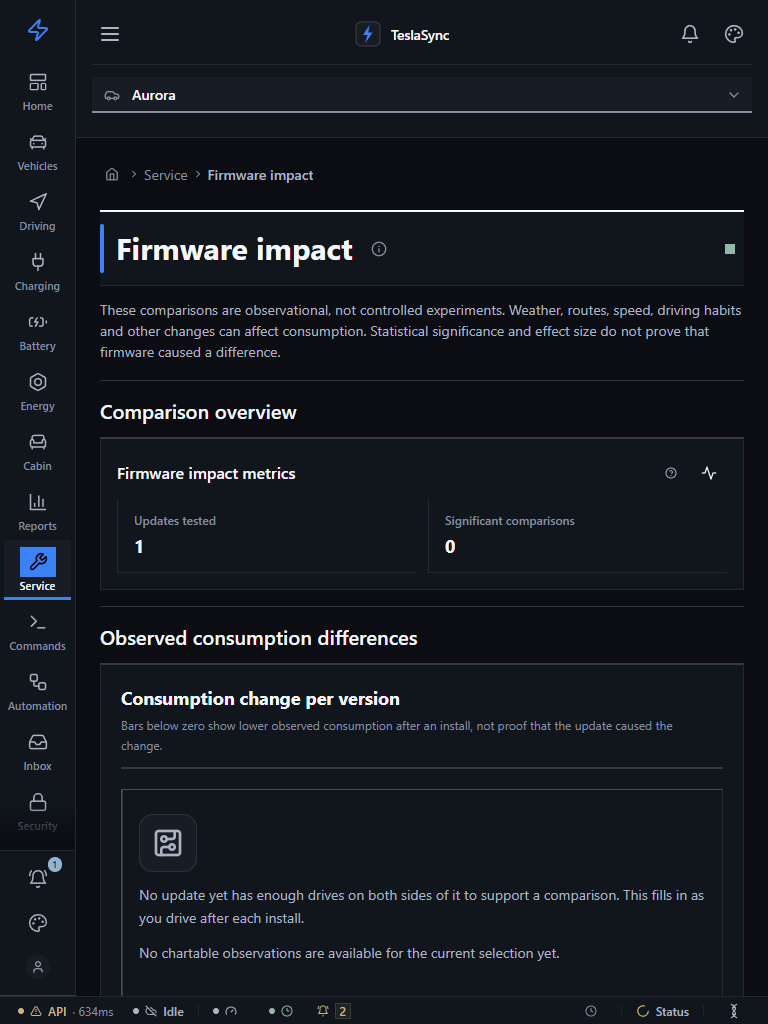 TeslaSync
Aurora
Home
Vehicles
Driving
Charging
Battery
Energy
Cabin
Reports
Service
Commands
Automation
Inbox
Security
1
Service
Firmware impact
Firmware impact
These comparisons are observational, not controlled experiments. Weather, routes, speed, driving habits
and other changes can affect consumption. Statistical significance and effect size do not prove that
firmware caused a difference.
Comparison overview
Firmware impact metrics
Updates tested
1
Significant comparisons
0
Observed consumption differences
Consumption change per version
Bars below zero show lower observed consumption after an install, not proof that the update caused the
change.
No update yet has enough drives on both sides of it to support a comparison. This fills in as
you drive after each install.
No chartable observations are available for the current selection yet.
API · 634ms
Idle
2
Status